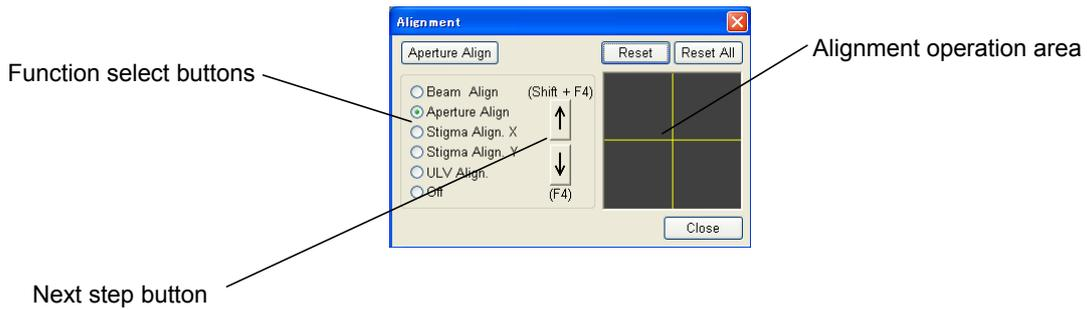 Alignment
Aperture Align
Reset
Reset All
Alignment operation area
Function select buttons
Beam Align
(Shift + F4)
Aperture Align
Stigma Align. X
Stigma Align. Y
ULV Align.
Off
(F4)
Close
Next step button